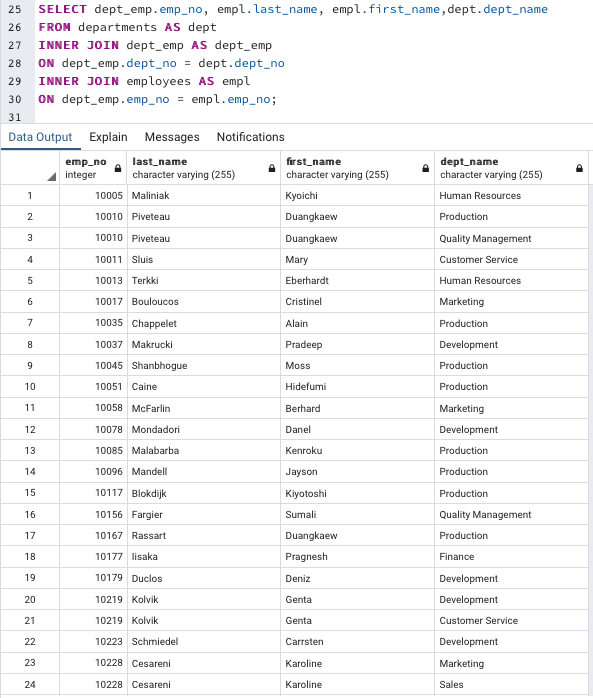 25 SELECT dept_emp.emp_no, empl.last_name, empl.first_name,dept.dept_name
26 FROM departments AS dept
27 INNER JOIN dept_emp AS dept_emp
28 ON dept_emp.dept_no = dept.dept_no
29 INNER JOIN employees AS empl
30 ON dept_emp.emp_no = empl.emp_no;
31
Data Output Explain Messages Notifications
emp_no last_name first_name dept_name
integer character varying (255) character varying (255) character varying (255)
1 10005 Maliniak Kyoichi Human Resources
2 10010 Piveteau Duangkaew Production
3 10010 Piveteau Duangkaew Quality Management
4 10011 Sluis Mary Customer Service
5 10013 Terkki Eberhardt Human Resources
6 10017 Bouloucos Cristinel Marketing
7 10035 Chappelet Alain Production
8 10037 Makrucki Pradeep Development
9 10045 Shanbhogue Moss Production
10 10051 Caine Hidefumi Production
11 10058 McFarlin Berhard Marketing
12 10078 Mondadori Danel Development
13 10085 Malabarba Kenroku Production
14 10096 Mandell Jayson Production
15 10117 Blokdijk Kiyotoshi Production
16 10156 Fargier Sumali Quality Management
17 10167 Rassart Duangkaew Production
18 10177 Iisaka Pragnesh Finance
19 10179 Duclos Deniz Development
20 10219 Kolvik Genta Development
21 10219 Kolvik Genta Customer Service
22 10223 Schmiedel Carrsten Development
23 10228 Cesareni Karoline Marketing
24 10228 Cesareni Karoline Sales